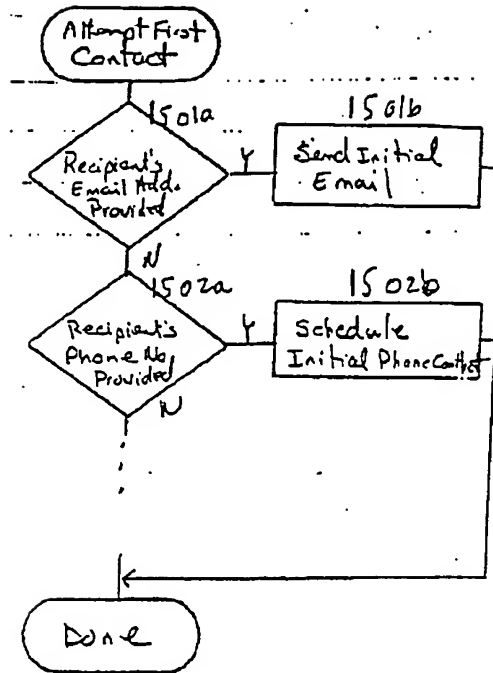 Attempt First
Contact
1501a
1501b
Recipient's
Email Add.
Provided
Y
Send Initial
Email
N
1502a
1502b
Recipient's
Phone No
Provided
Y
Schedule
Initial Phone Contact
N
Done